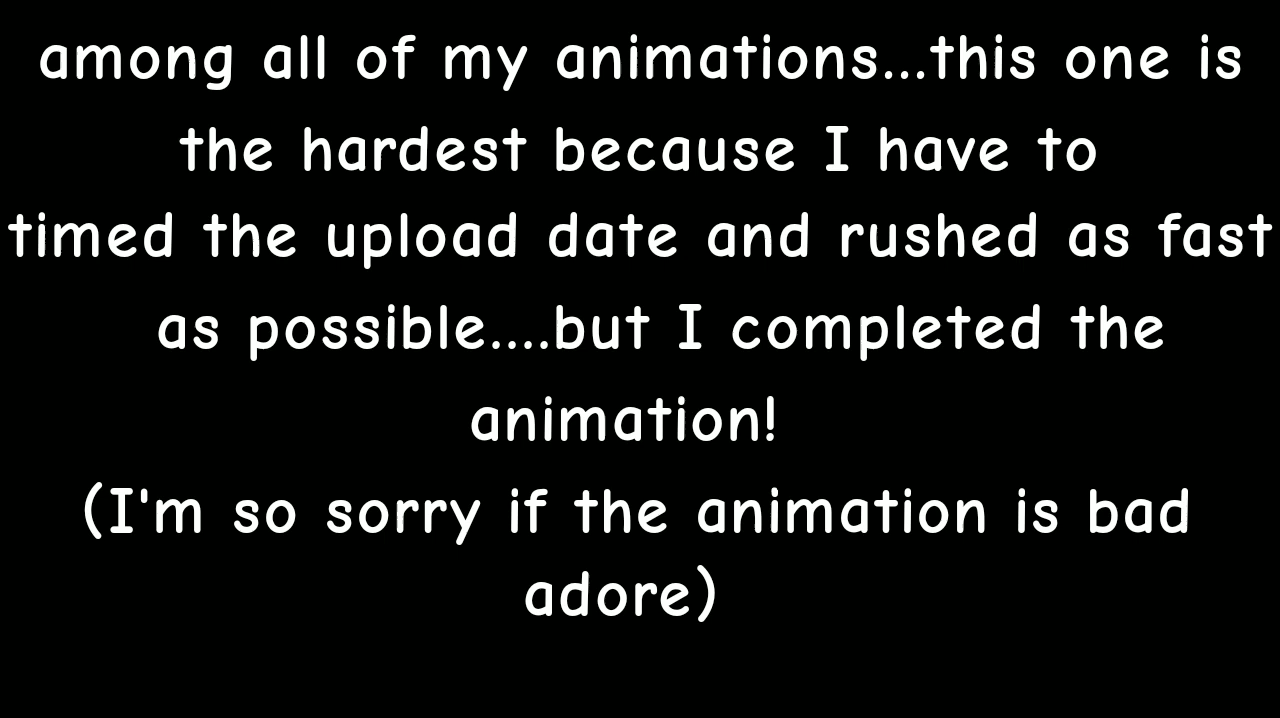 among all of my animations...this one is
the hardest because I have to
timed the upload date and rushed as fast
as possible....but I completed the
animation!
(I'm so sorry if the animation is bad
adore)